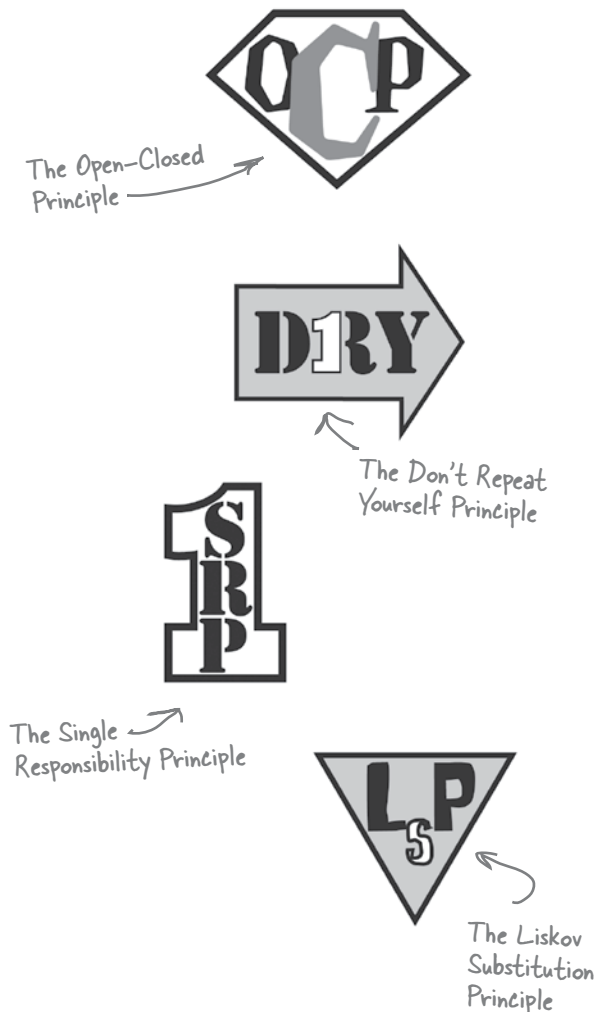 OCP
The Open-Closed
Principle
D1RY
The Don't Repeat
Yourself Principle
S
R
P
The Single
Responsibility Principle
LSP
The Liskov
Substitution
Principle